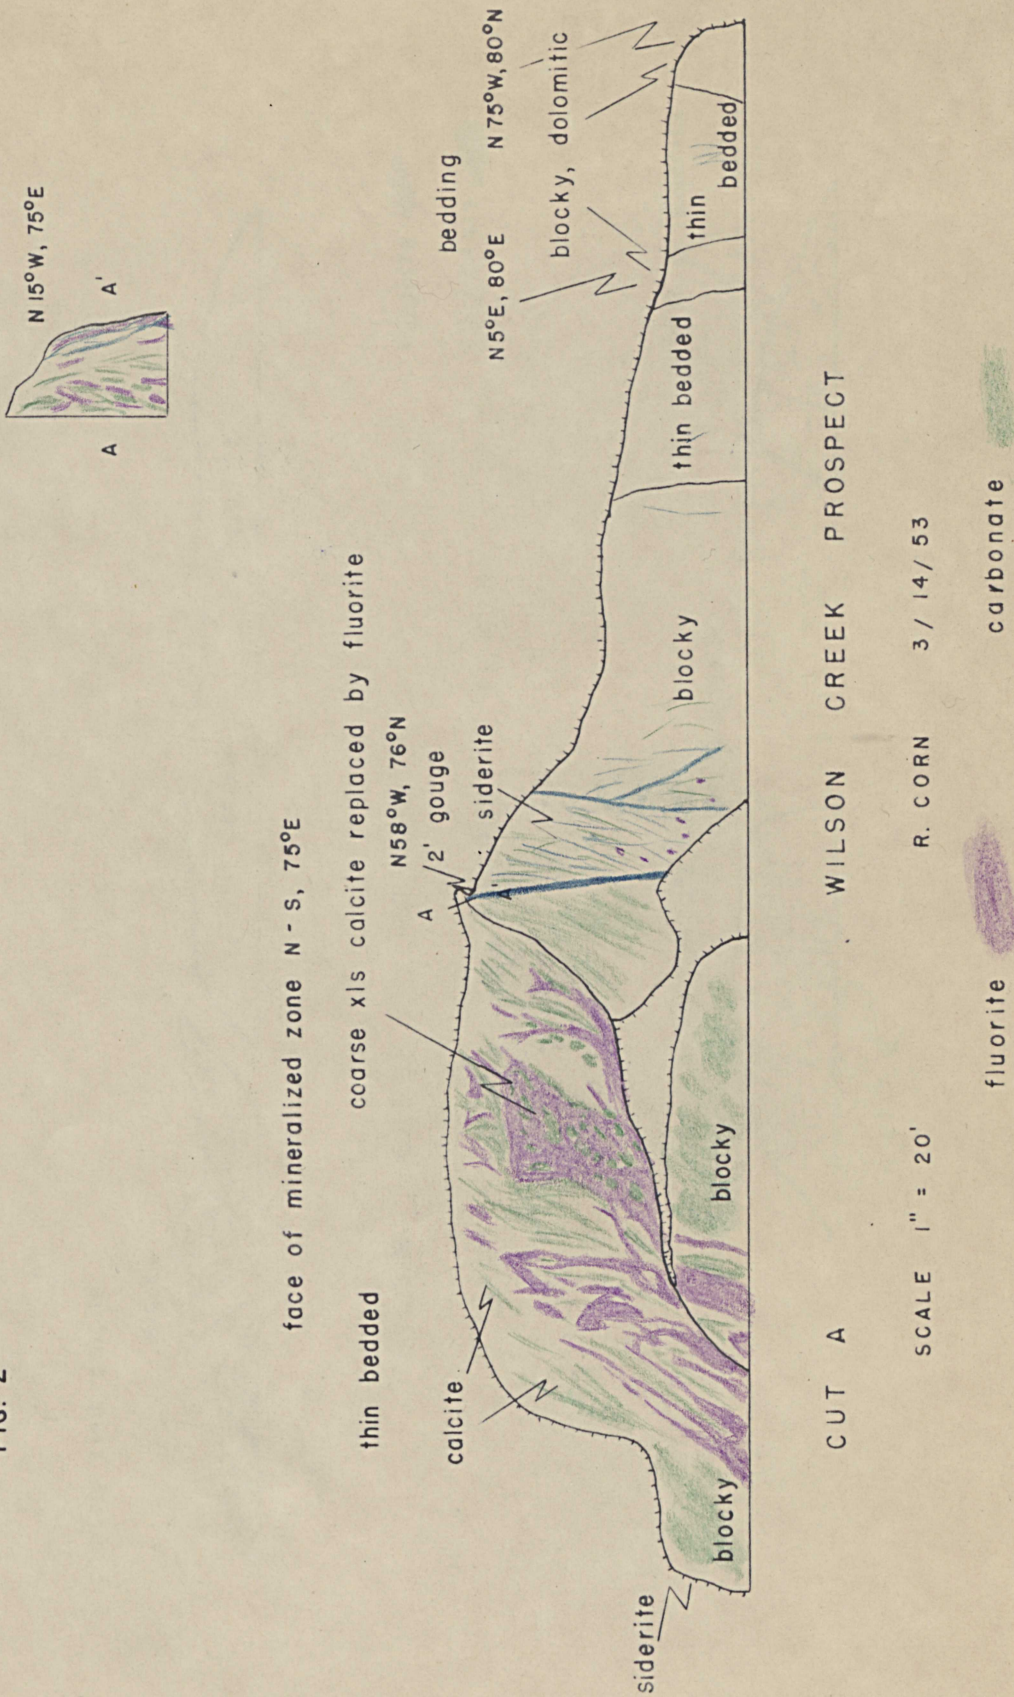 FIG. 2
N 15° W, 75° E
A A'
face of mineralized zone N - S, 75° E
thin bedded
coarse xls calcite replaced by fluorite
calcite
A
N58°W, 76°N
2' gouge
siderite
bedding
N5°E, 80°E N 75°W, 80°N
blocky, dolomitic
A'
siderite
blocky
blocky
blocky
thin bedded
thin
bedded
CUT A WILSON CREEK PROSPECT
SCALE 1" = 20' R. CORN 3 / 14 / 53
fluorite carbonate